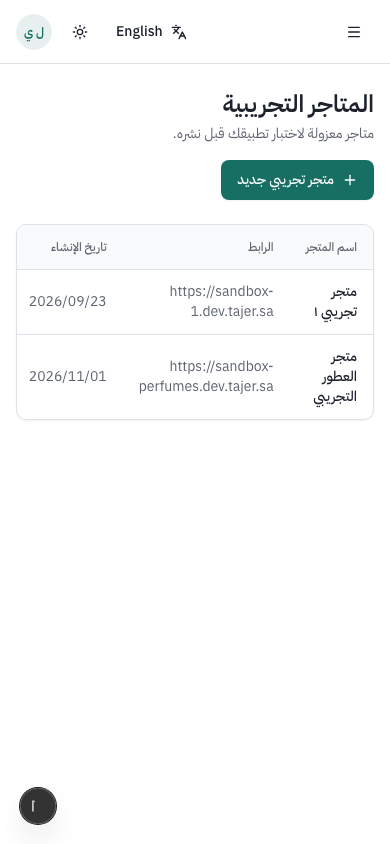 English
ل ي
المتاجر التجريبية
متاجر معزولة لاختبار تطبيقك قبل نشره.
متجر تجريبي جديد
اسم المتجر الرابط تاريخ الإنشاء
متجر تجريبي ١
https://sandbox-
1.dev.tajer.sa
2026/09/23
متجر العطور التجريبي
https://sandbox-
perfumes.dev.tajer.sa
2026/11/01